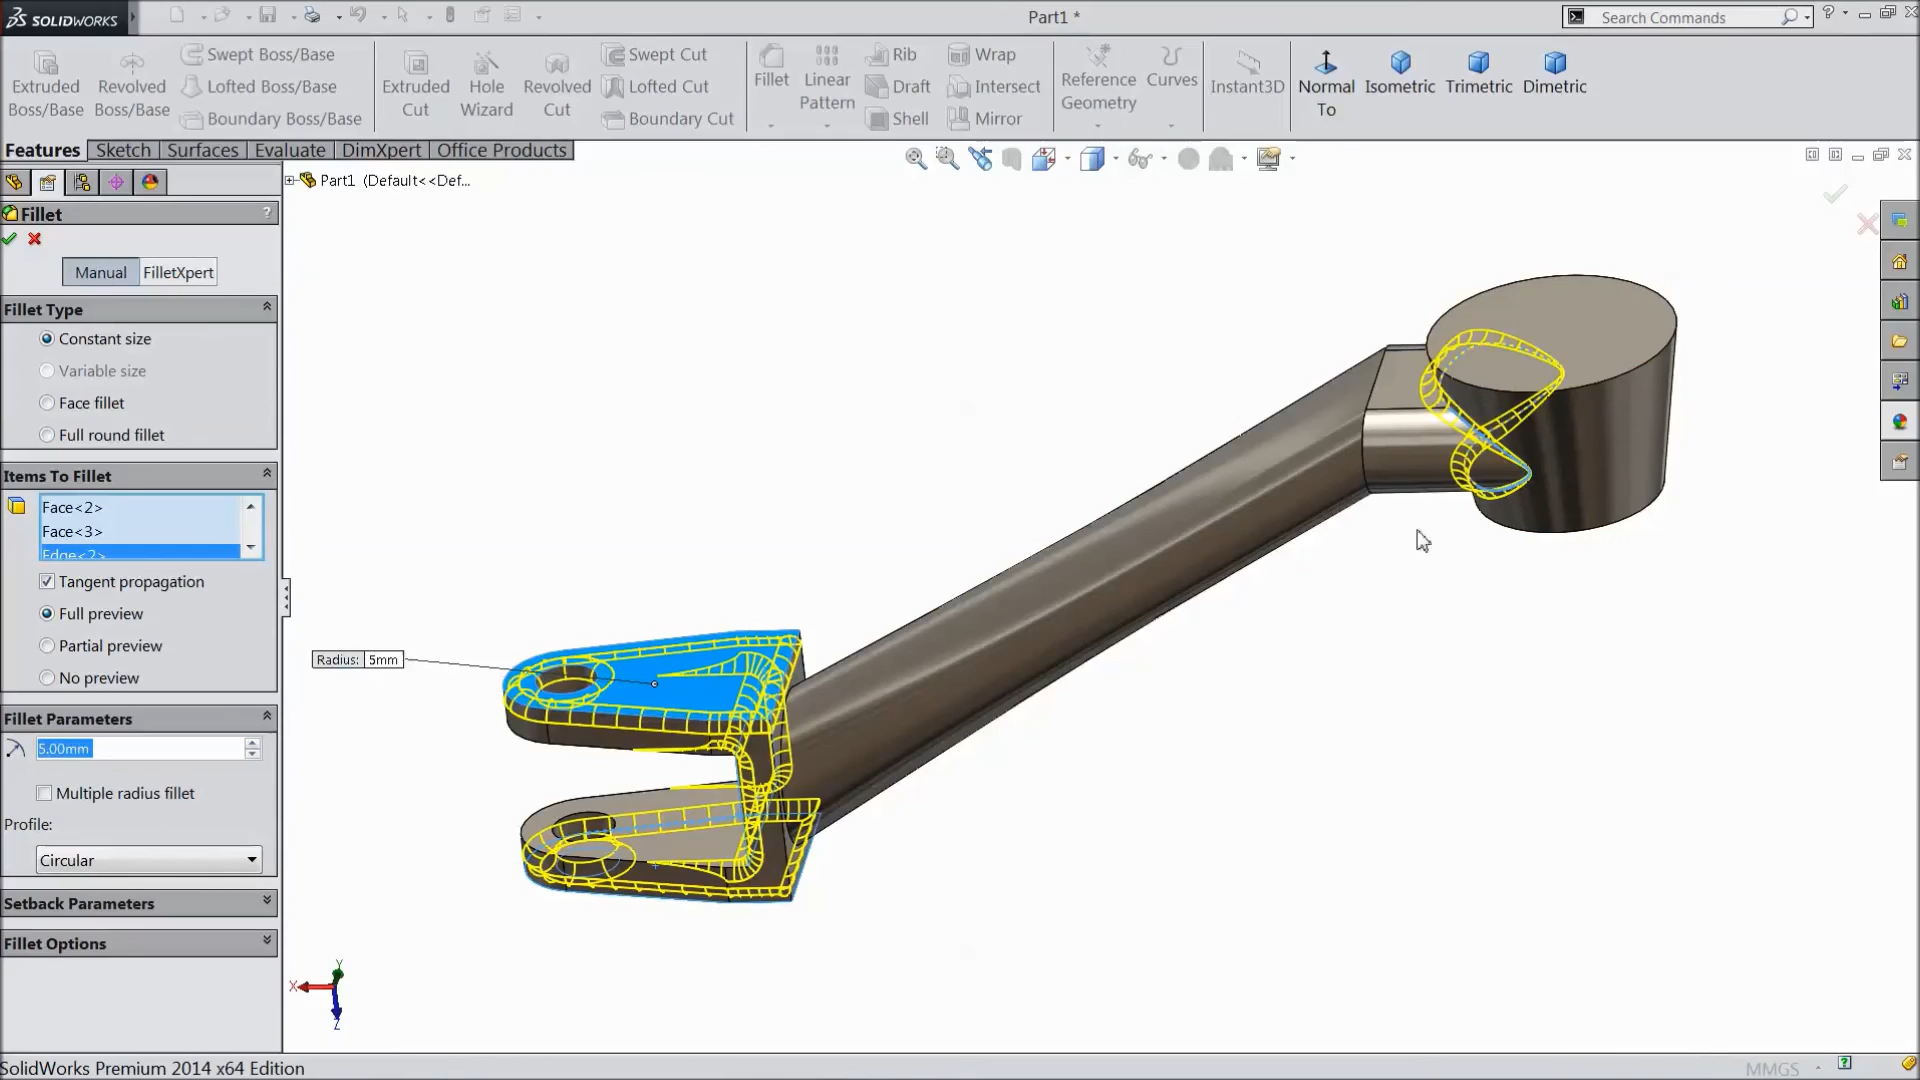 SOLIDWORKS
Part1 *
Search Commands
Extruded Boss/Base
Revolved Boss/Base
Swept Boss/Base
Lofted Boss/Base
Boundary Boss/Base
Extruded Cut
Hole Wizard
Revolved Cut
Swept Cut
Lofted Cut
Boundary Cut
Fillet
Linear Pattern
Rib
Draft
Shell
Wrap
Intersect
Mirror
Reference Geometry
Curves
Instant3D
Normal To
Isometric
Trimetric
Dimetric
Features
Sketch
Surfaces
Evaluate
DimXpert
Office Products
Part1 (Default<<Def...
Fillet
?
Manual
FilletXpert
Fillet Type
Constant size
Variable size
Face fillet
Full round fillet
Items To Fillet
Face<2>
Face<3>
Edge<2>
Tangent propagation
Full preview
Partial preview
No preview
Fillet Parameters
5.00mm
Multiple radius fillet
Profile:
Circular
Setback Parameters
Fillet Options
Radius: 5mm
Y
X
Z
SolidWorks Premium 2014 x64 Edition
MMGS